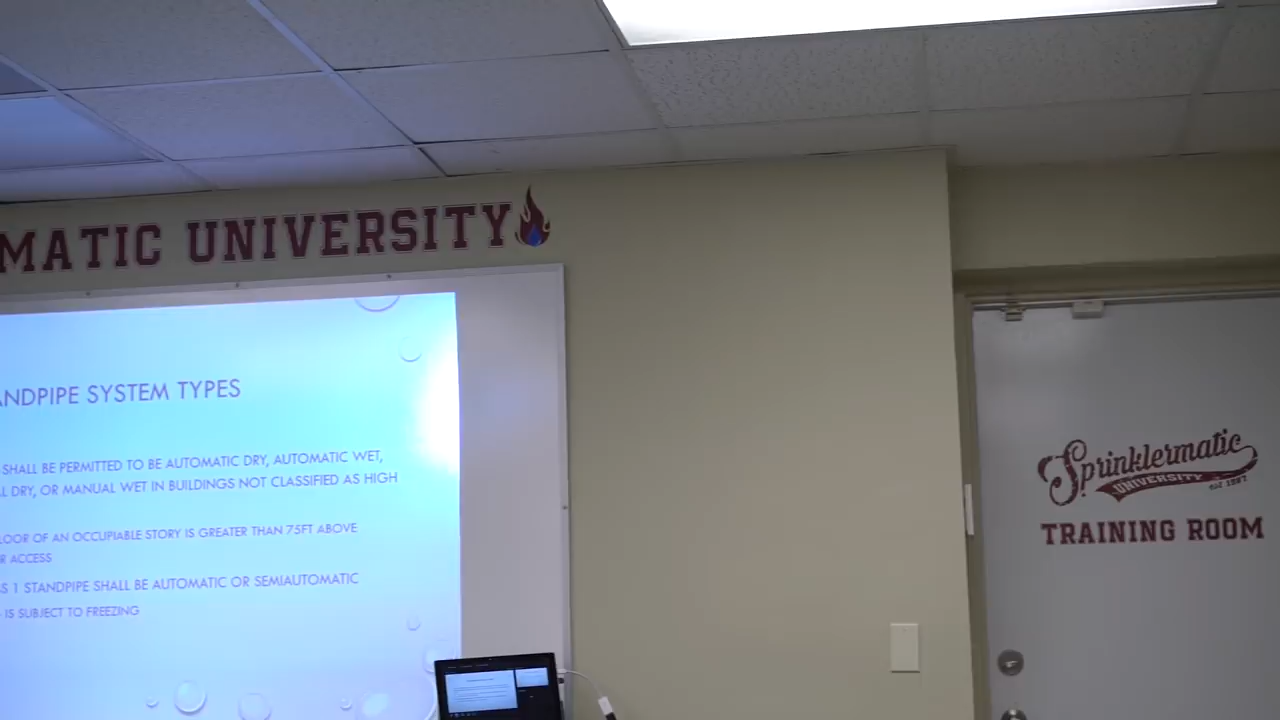 MATIC UNIVERSITY
ANDPIPE SYSTEM TYPES
SHALL BE PERMITTED TO BE AUTOMATIC DRY, AUTOMATIC WET,
L DRY, OR MANUAL WET IN BUILDINGS NOT CLASSIFIED AS HIGH
LOOR OF AN OCCUPIABLE STORY IS GREATER THAN 75FT ABOVE
R ACCESS
S 1 STANDPIPE SHALL BE AUTOMATIC OR SEMIAUTOMATIC
IS SUBJECT TO FREEZING
Sprinklermatic
UNIVERSITY
est 1987
TRAINING ROOM